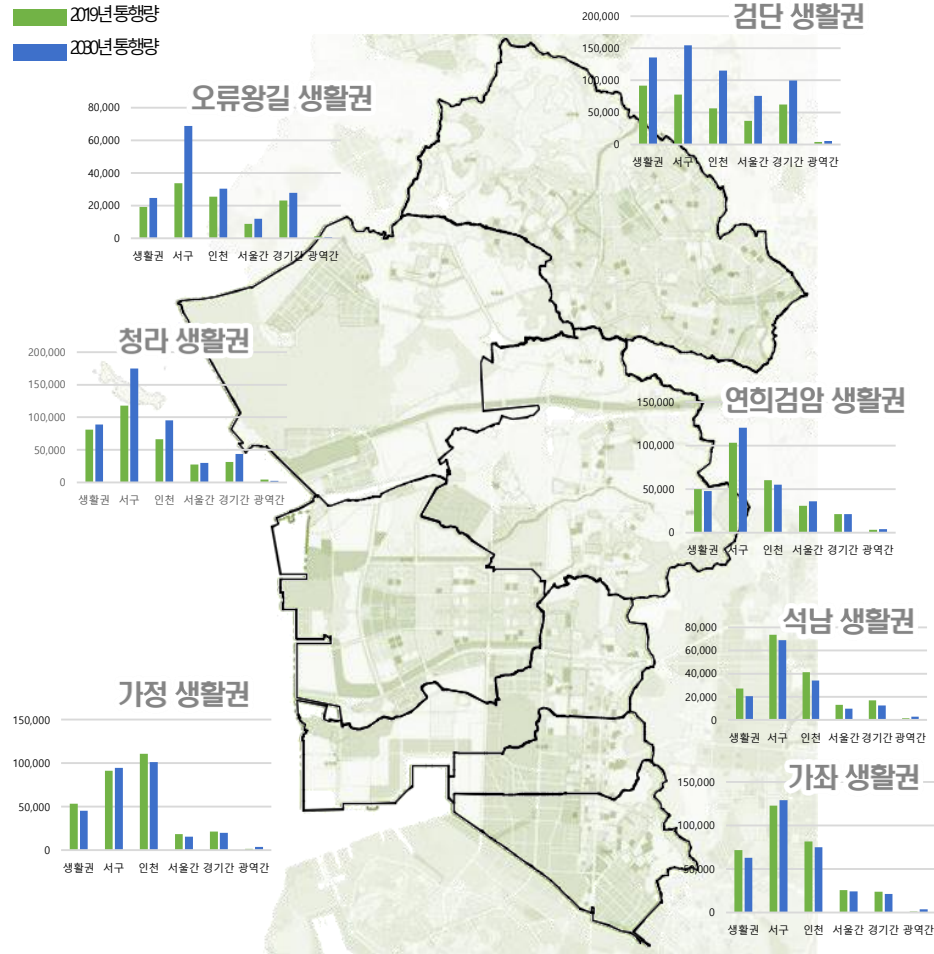 2019년 통행량
2030년 통행량
검단 생활권
200,000
150,000
100,000
50,000
0
생활권 서구 인천 서울간 경기간 광역간
오류왕길 생활권
80,000
60,000
40,000
20,000
0
생활권 서구 인천 서울간 경기간 광역간
청라 생활권
200,000
150,000
100,000
50,000
0
생활권 서구 인천 서울간 경기간 광역간
연희검암 생활권
150,000
100,000
50,000
0
생활권 서구 인천 서울간 경기간 광역간
석남 생활권
80,000
60,000
40,000
20,000
0
생활권 서구 인천 서울간 경기간 광역간
가정 생활권
150,000
100,000
50,000
0
생활권 서구 인천 서울간 경기간 광역간
가좌 생활권
150,000
100,000
50,000
0
생활권 서구 인천 서울간 경기간 광역간